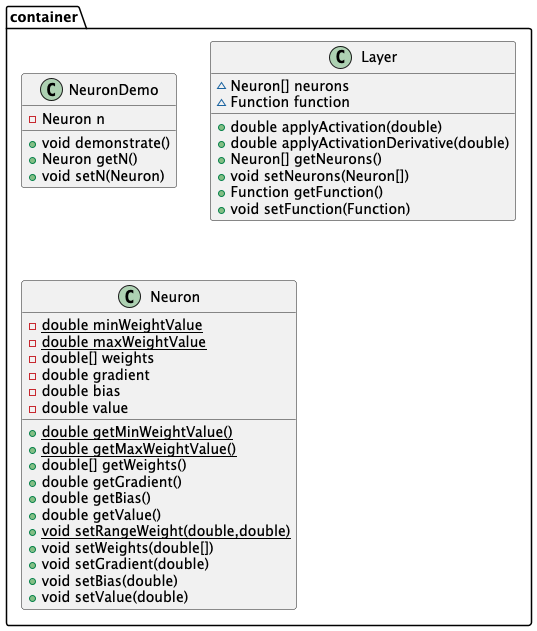 container
C NeuronDemo
Neuron n
void demonstrate()
Neuron getN()
void setN(Neuron)
C Layer
Neuron[] neurons
Function function
double applyActivation(double)
double applyActivationDerivative(double)
Neuron[] getNeurons()
void setNeurons(Neuron[])
Function getFunction()
void setFunction(Function)
C Neuron
double minWeightValue
double maxWeightValue
double[] weights
double gradient
double bias
double value
double getMinWeightValue()
double getMaxWeightValue()
double[] getWeights()
double getGradient()
double getBias()
double getValue()
void setRangeWeight(double,double)
void setWeights(double[])
void setGradient(double)
void setBias(double)
void setValue(double)